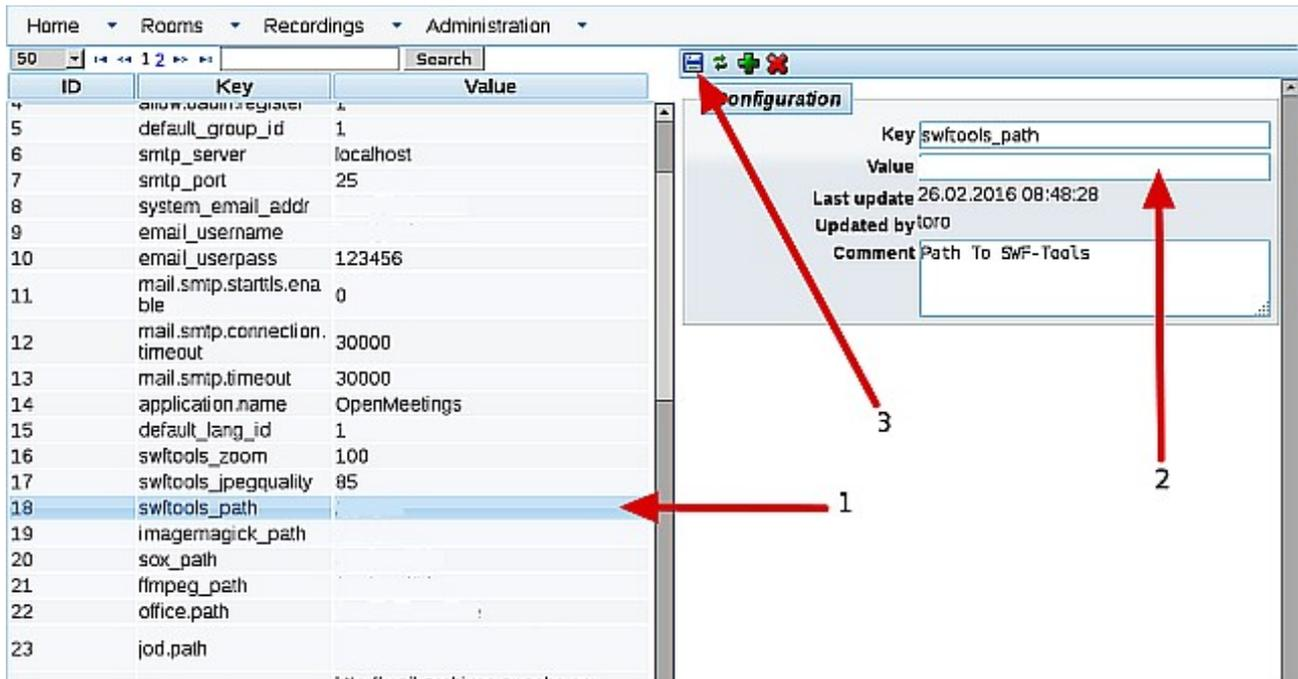 Home Rooms Recordings Administration
50 1 2 Search
ID Key Value
5 default_group_id 1
6 smtp_server localhost
7 smtp_port 25
8 system_email_addr
9 email_username
10 email_userpass 123456
11 mail.smtp.starttls.ena
ble 0
12 mail.smtp.connection.
timeout 30000
13 mail.smtp.timeout 30000
14 application.name OpenMeetings
15 default_lang_id 1
16 swftools_zoom 100
17 swftools_jpegquality 85
18 swftools_path
19 imagemagick_path
20 sox_path
21 ffmpeg_path
22 office.path
23 jod.path
Configuration
Key swftools_path
Value
Last update 26.02.2016 08:48:28
Updated by toro
Comment Path To SWF-Tools
3
2
1